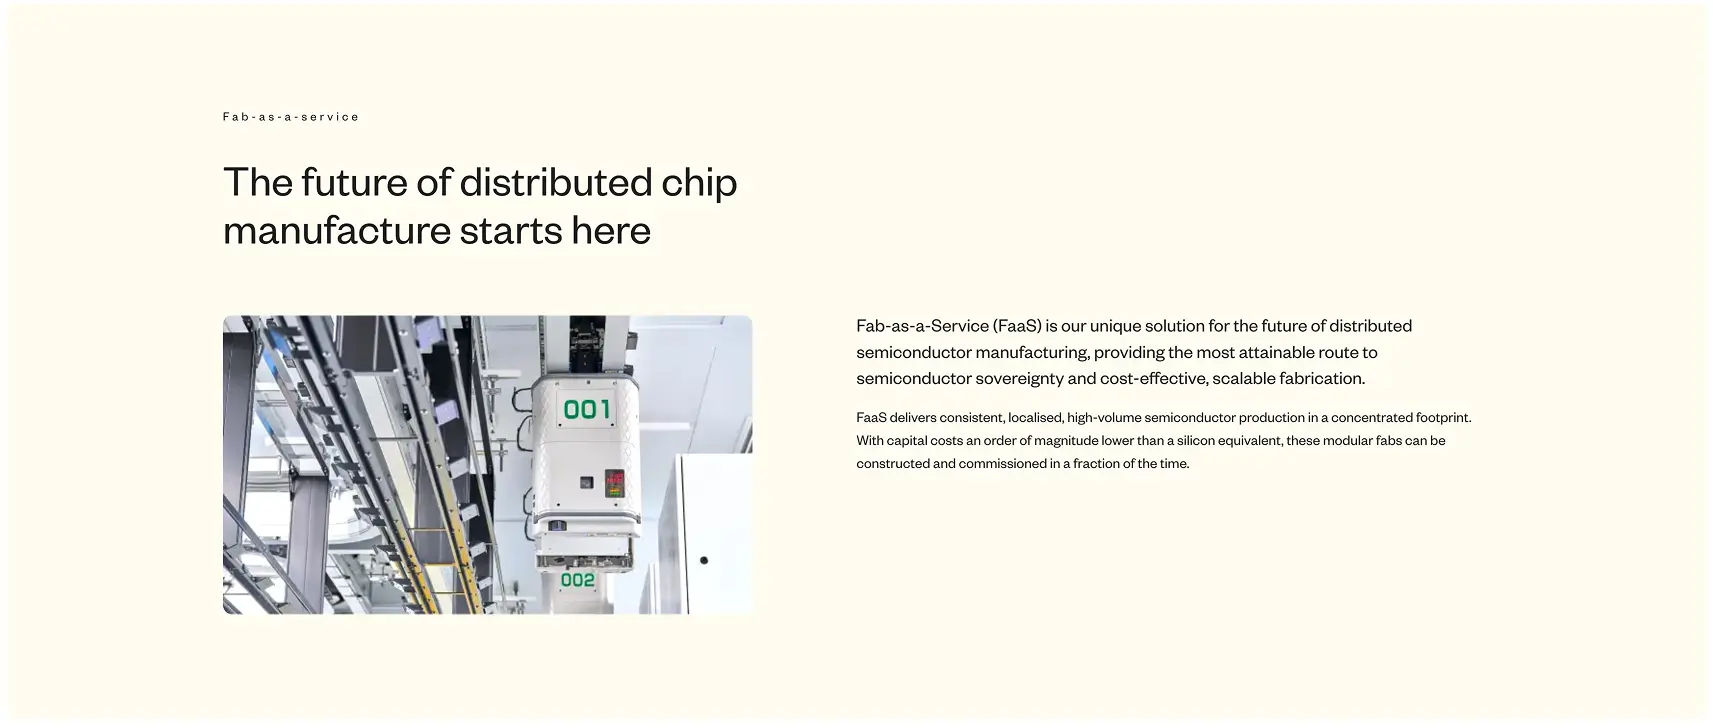 Fab-as-a-service
The future of distributed chip
manufacture starts here
001
002
Fab-as-a-Service (FaaS) is our unique solution for the future of distributed
semiconductor manufacturing, providing the most attainable route to
semiconductor sovereignty and cost-effective, scalable fabrication.
FaaS delivers consistent, localised, high-volume semiconductor production in a concentrated footprint.
With capital costs an order of magnitude lower than a silicon equivalent, these modular fabs can be
constructed and commissioned in a fraction of the time.